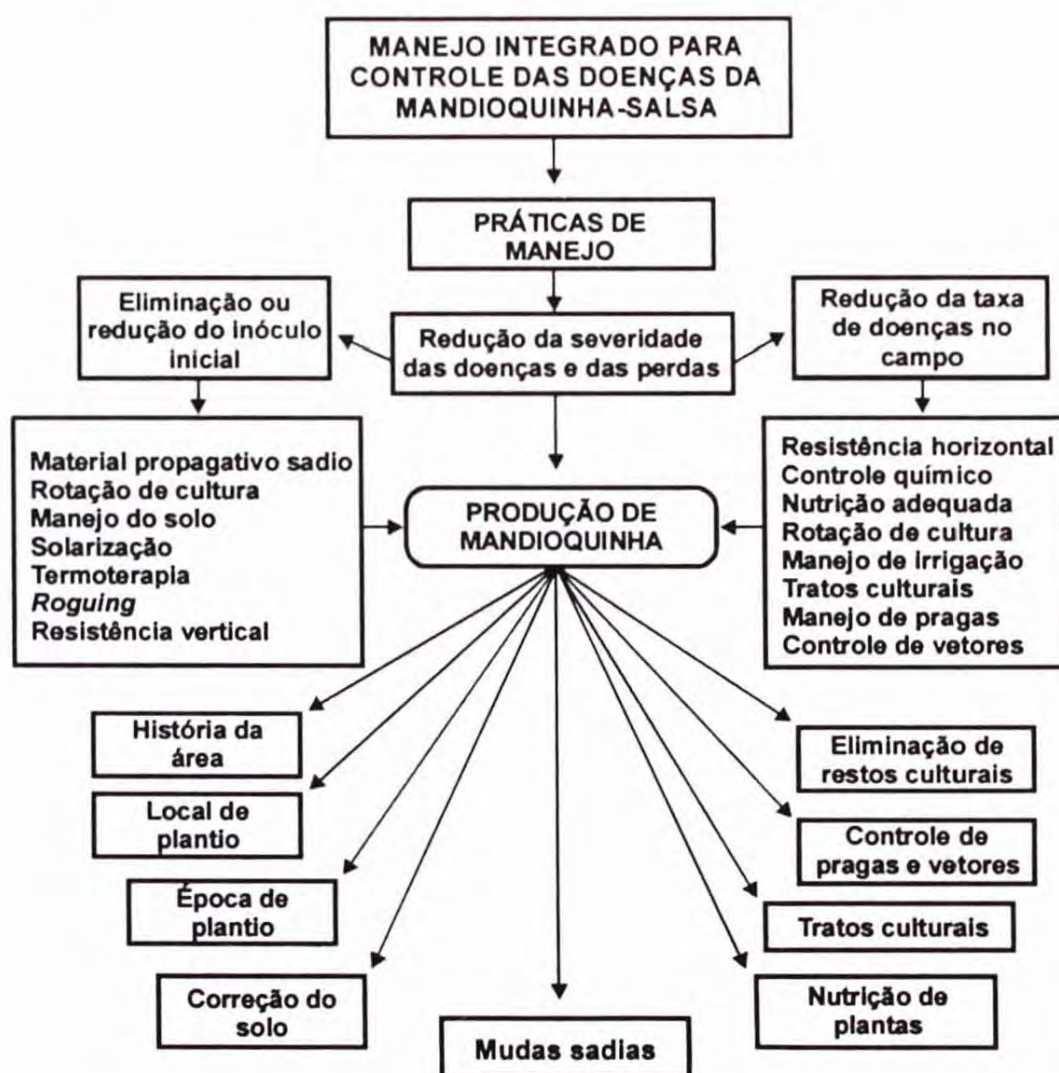 MANEJO INTEGRADO PARA
CONTROLE DAS DOENÇAS DA
MANDIOQUINHA-SALSA
PRÁTICAS DE
MANEJO
Eliminação ou
redução do inóculo
inicial
Redução da severidade
das doenças e das perdas
Redução da taxa
de doenças no
campo
Material propagativo sadio
Rotação de cultura
Manejo do solo
Solarização
Termoterapia
Roguing
Resistência vertical
PRODUÇÃO DE
MANDIOQUINHA
Resistência horizontal
Controle químico
Nutrição adequada
Rotação de cultura
Manejo de irrigação
Tratos culturais
Manejo de pragas
Controle de vetores
História da
área
Local de
plantio
Época de
plantio
Correção do
solo
Mudas sadias
Eliminação de
restos culturais
Controle de
pragas e vetores
Tratos culturais
Nutrição de
plantas